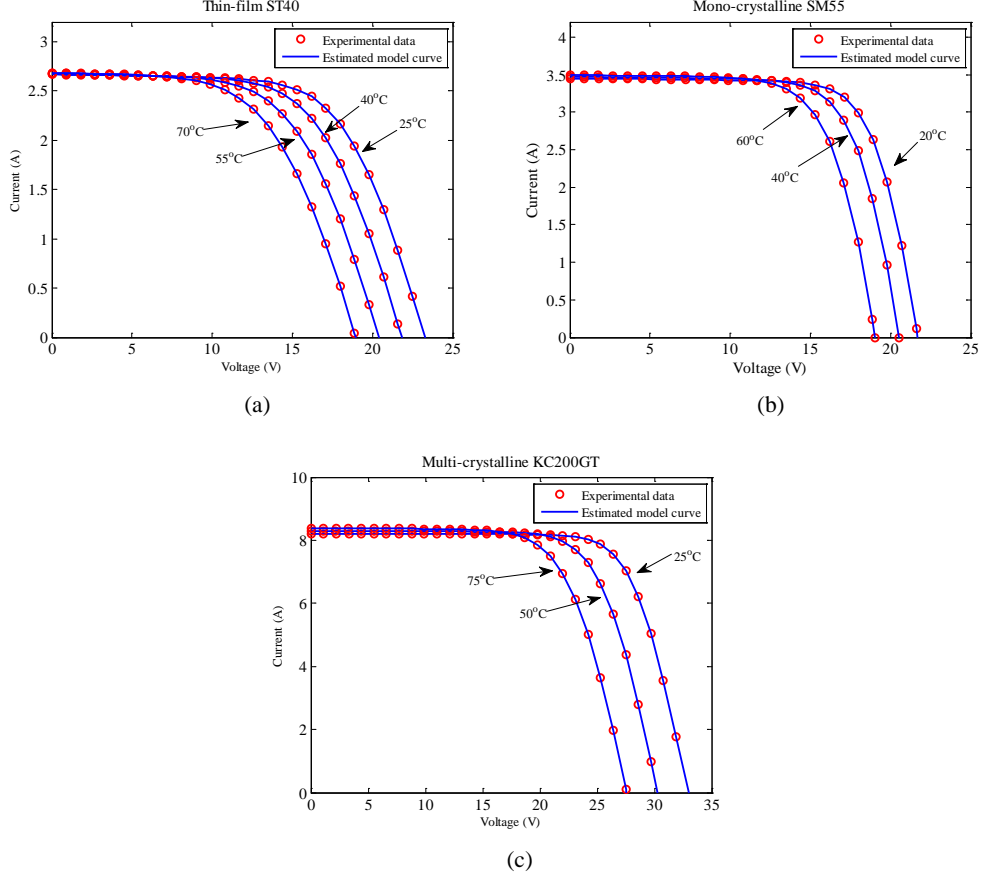 Thin-film ST40
3
2.5
2
1.5
1
0.5
0
Current (A)
0
5
10
15
20
25
Voltage (V)
Experimental data
Estimated model curve
70°C
55°C
40°C
25°C
(a)
Mono-crystalline SM55
4.5
4
3.5
3
2.5
2
1.5
1
0.5
0
Current (A)
0
5
10
15
20
25
Voltage (V)
Experimental data
Estimated model curve
60°C
40°C
20°C
(b)
Multi-crystalline KC200GT
10
8
6
4
2
0
Current (A)
0
5
10
15
20
25
30
35
Voltage (V)
Experimental data
Estimated model curve
75°C
50°C
25°C
(c)